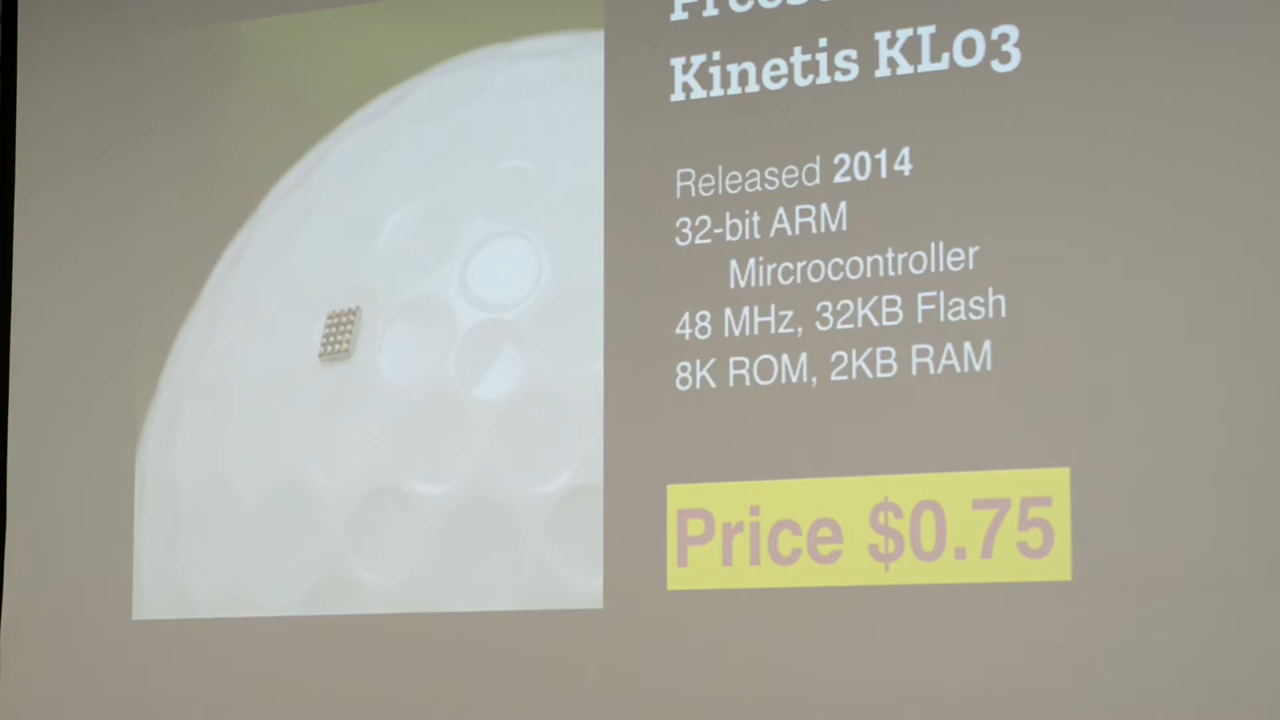 Kinetis KL03
Released 2014
32-bit ARM
Mircrocontroller
48 MHz, 32KB Flash
8K ROM, 2KB RAM
Price $0.75